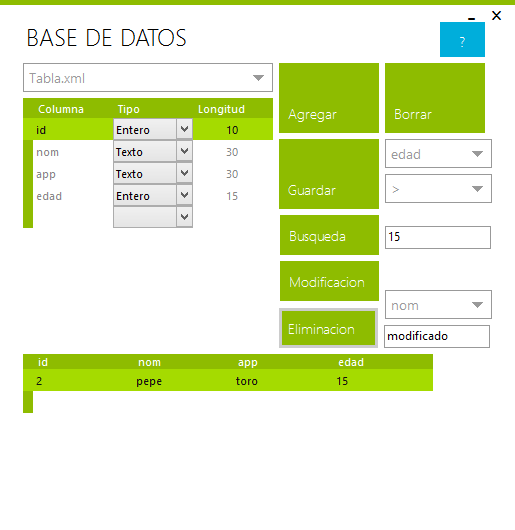 BASE DE DATOS
?
Tabla.xml
Agregar
Borrar
Columna Tipo Longitud
id Entero 10
nom Texto 30
app Texto 30
edad Entero 15
Guardar
edad
>
Busqueda
15
Modificacion
nom
Eliminacion
modificado
id nom app edad
2 pepe toro 15